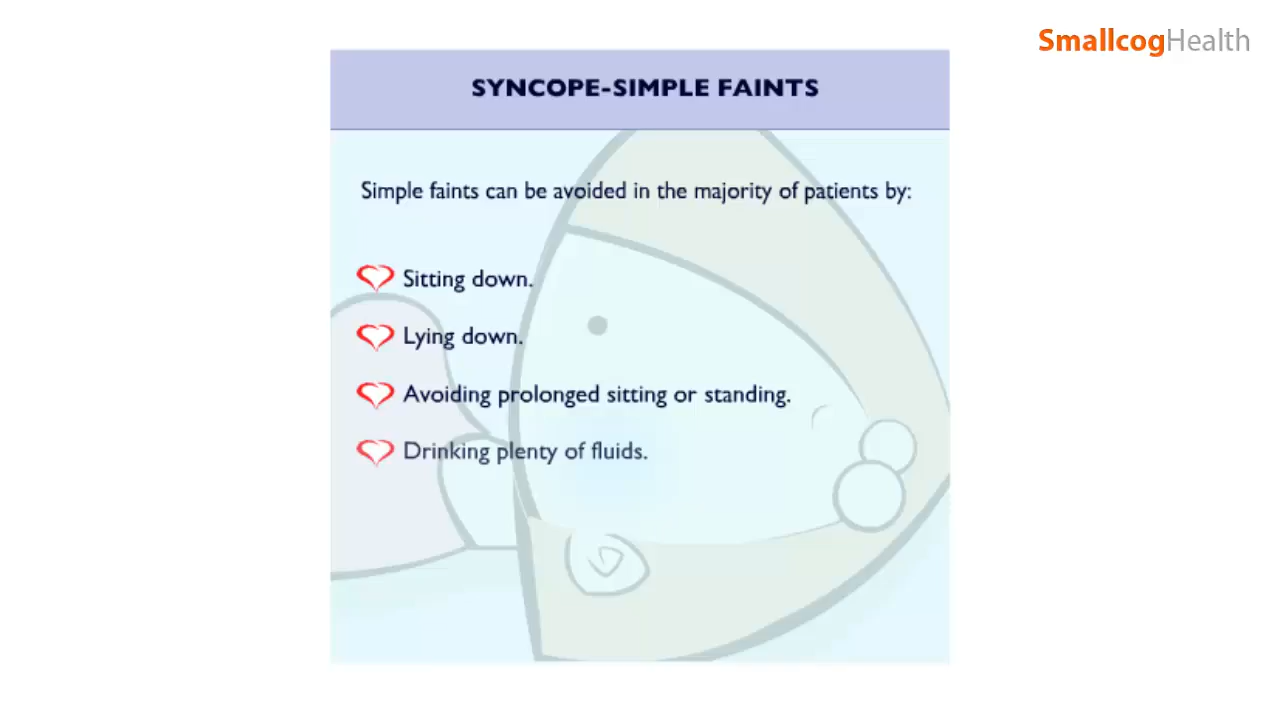 SmallcogHealth
SYNCOPE-SIMPLE FAINTS
Simple faints can be avoided in the majority of patients by:
Sitting down.
Lying down.
Avoiding prolonged sitting or standing.
Drinking plenty of fluids.